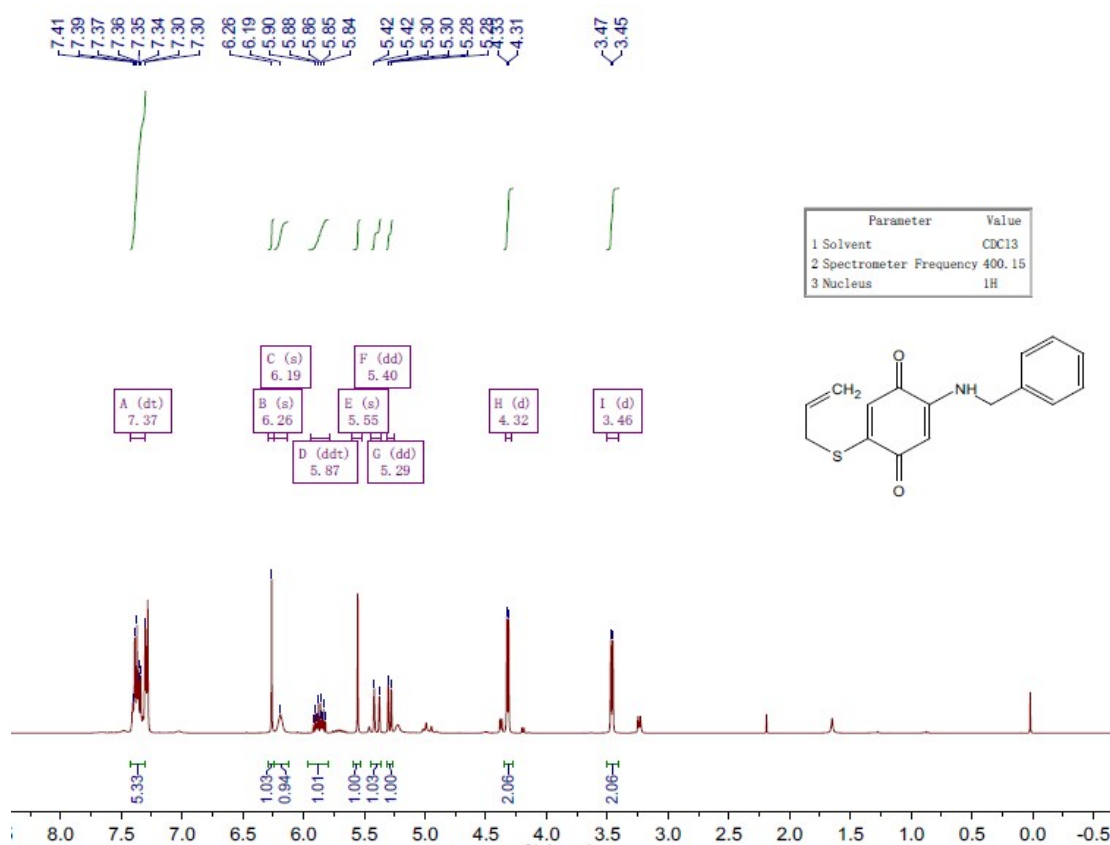 7.41 7.39 7.37 7.36 7.35 7.34 7.30 7.30 6.26 6.19 5.90 5.88 5.86 5.85 5.84 5.42 5.42 5.30 5.30 5.28 5.28 4.33 4.31 3.47 3.45
Parameter Value
1 Solvent CDCl3
2 Spectrometer Frequency 400.15
3 Nucleus 1H
C (s)
6.19
F (dd)
5.40
A (dt)
7.37
B (s)
6.26
E (s)
5.55
H (d)
4.32
I (d)
3.46
D (ddt)
5.87
G (dd)
5.29
O
NH
CH2
S
O
5.33 1.03 0.94 1.01 1.00 1.03 1.00 2.06 2.06
8.0 7.5 7.0 6.5 6.0 5.5 5.0 4.5 4.0 3.5 3.0 2.5 2.0 1.5 1.0 0.5 0.0 -0.5